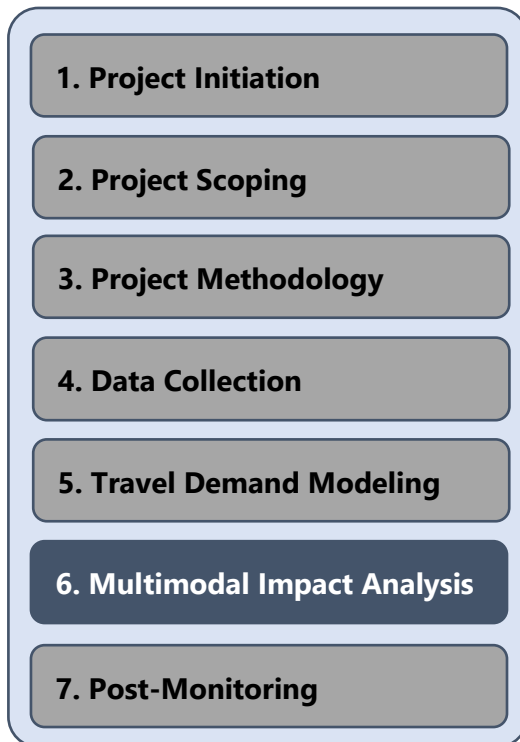 1. Project Initiation
2. Project Scoping
3. Project Methodology
4. Data Collection
5. Travel Demand Modeling
6. Multimodal Impact Analysis
7. Post-Monitoring